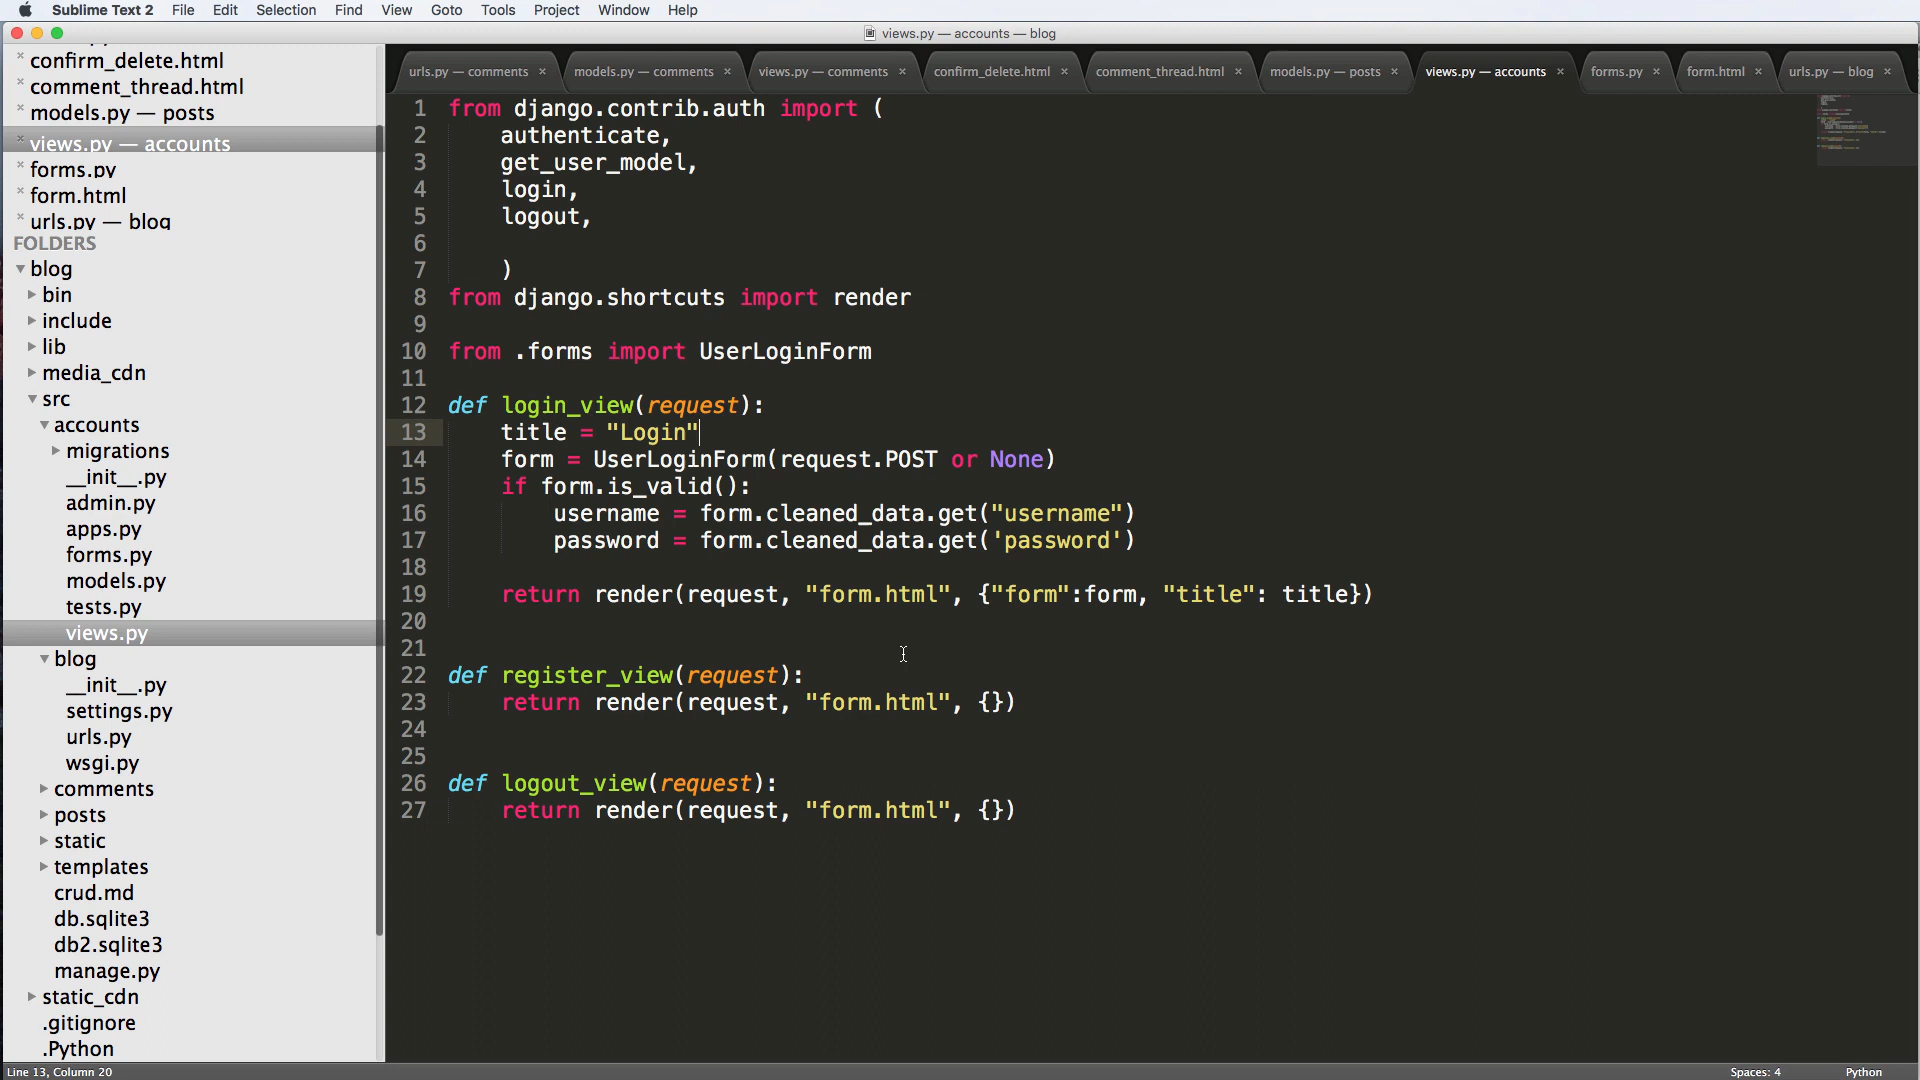 Sublime Text 2 File Edit Selection Find View Goto Tools Project Window Help
views.py — accounts — blog
confirm_delete.html
comment_thread.html
models.py — posts
views.py — accounts
forms.py
form.html
urls.py — blog
FOLDERS
blog
bin
include
lib
media_cdn
src
accounts
migrations
__init__.py
admin.py
apps.py
forms.py
models.py
tests.py
views.py
blog
__init__.py
settings.py
urls.py
wsgi.py
comments
posts
static
templates
crud.md
db.sqlite3
db2.sqlite3
manage.py
static_cdn
.gitignore
.Python
urls.py — comments × models.py — comments × views.py — comments × confirm_delete.html × comment_thread.html × models.py — posts × views.py — accounts × forms.py × form.html × urls.py — blog ×
1 from django.contrib.auth import (
2 authenticate,
3 get_user_model,
4 login,
5 logout,
6
7 )
8 from django.shortcuts import render
9
10 from .forms import UserLoginForm
11
12 def login_view(request):
13 title = "Login"
14 form = UserLoginForm(request.POST or None)
15 if form.is_valid():
16 username = form.cleaned_data.get("username")
17 password = form.cleaned_data.get('password')
18
19 return render(request, "form.html", {"form":form, "title": title})
20
21
22 def register_view(request):
23 return render(request, "form.html", {})
24
25
26 def logout_view(request):
27 return render(request, "form.html", {})
Line 13, Column 20
Spaces: 4 Python